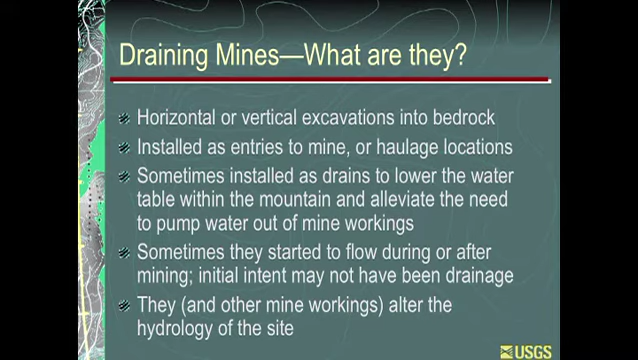 Draining Mines—What are they?
Horizontal or vertical excavations into bedrock
Installed as entries to mine, or haulage locations
Sometimes installed as drains to lower the water
table within the mountain and alleviate the need
to pump water out of mine workings
Sometimes they started to flow during or after
mining; initial intent may not have been drainage
They (and other mine workings) alter the
hydrology of the site
USGS